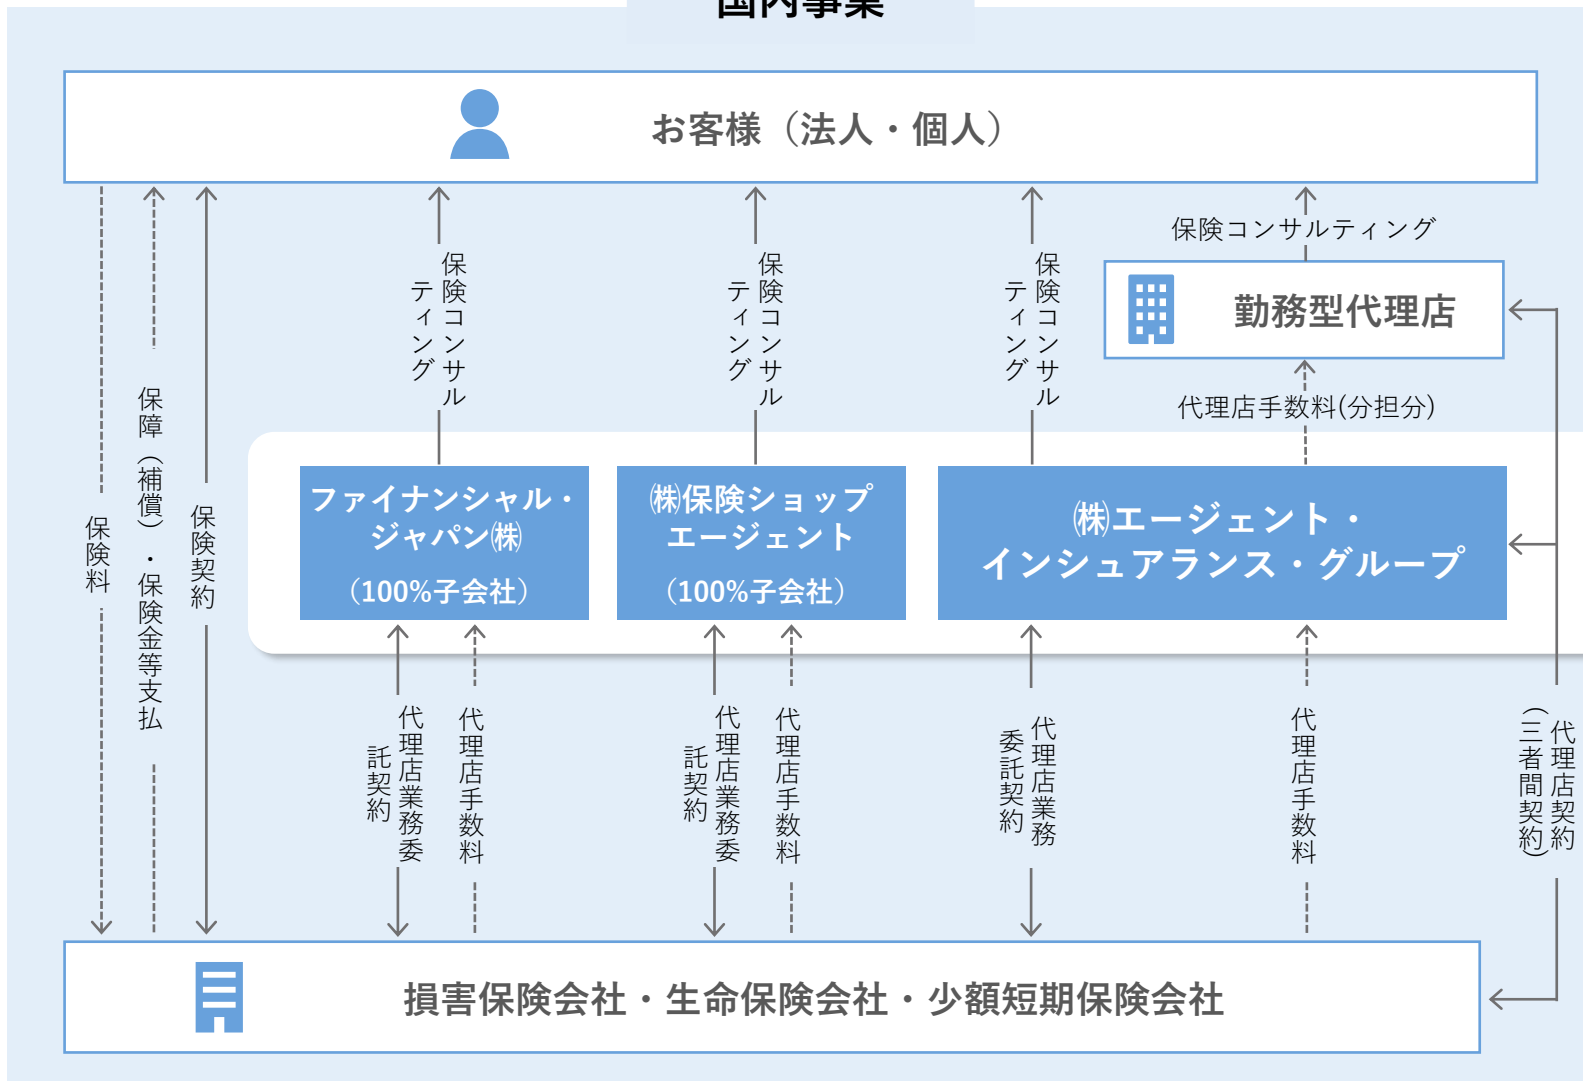 国内事業
お客様（法人・個人）
保険コンサルティング
勤務型代理店
代理店手数料(分担分)
保険コンサル
ティング
保険コンサル
ティング
保険コンサル
ティング
保険料
保障（補償）・保険金等支払
保険契約
ファイナンシャル・
ジャパン㈱
（100%子会社）
㈱保険ショップ
エージェント
（100%子会社）
㈱エージェント・
インシュアランス・グループ
代理店業務委
託契約
代理店手数料
代理店業務委
託契約
代理店手数料
代理店業務
委託契約
代理店手数料
代理店契約
（三者間契約）
損害保険会社・生命保険会社・少額短期保険会社